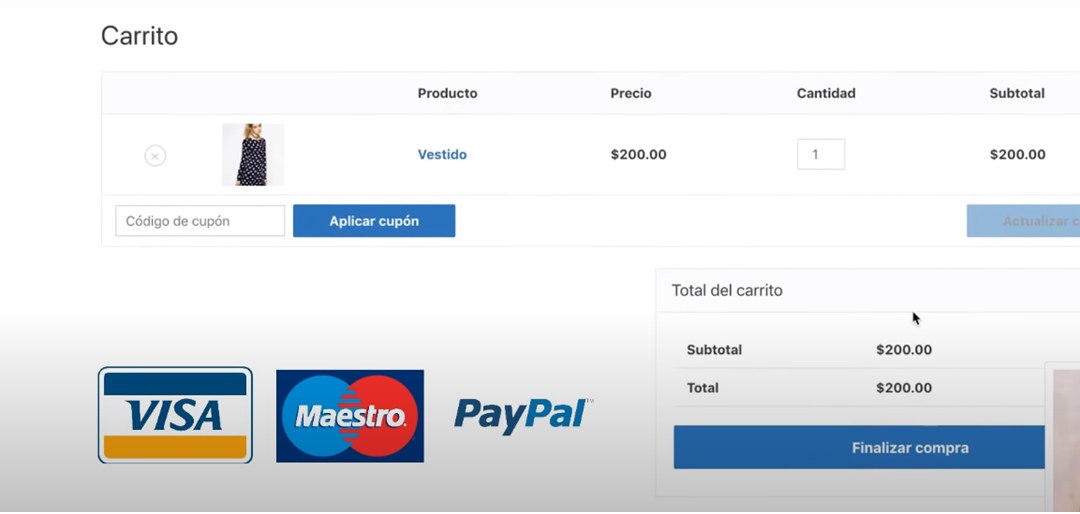 Carrito
Producto Precio Cantidad Subtotal
Vestido $200.00 1 $200.00
Código de cupón Aplicar cupón Actualizar c
Total del carrito
Subtotal $200.00
Total $200.00
Finalizar compra
VISA Maestro PayPal™